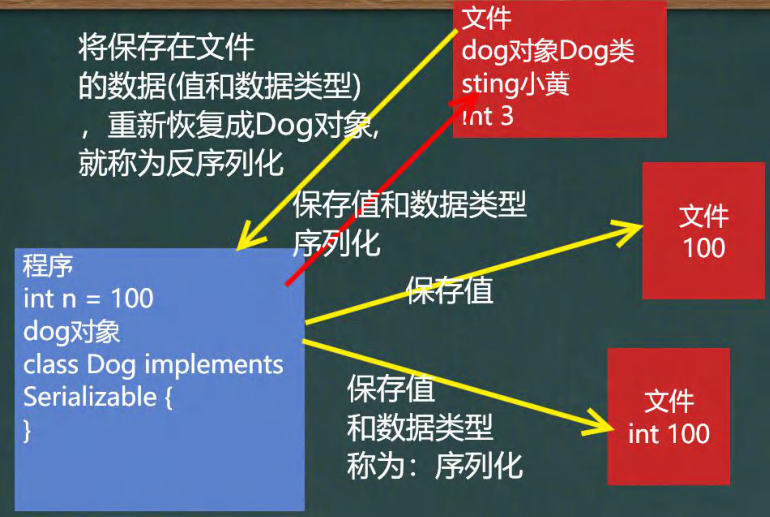 将保存在文件
的数据(值和数据类型)
，重新恢复成Dog对象,
就称为反序列化
文件
dog对象Dog类
sting小黄
int 3
保存值和数据类型
序列化
文件
100
程序
int n = 100
dog对象
class Dog implements
Serializable {
}
保存值
保存值
和数据类型
称为：序列化
文件
int 100